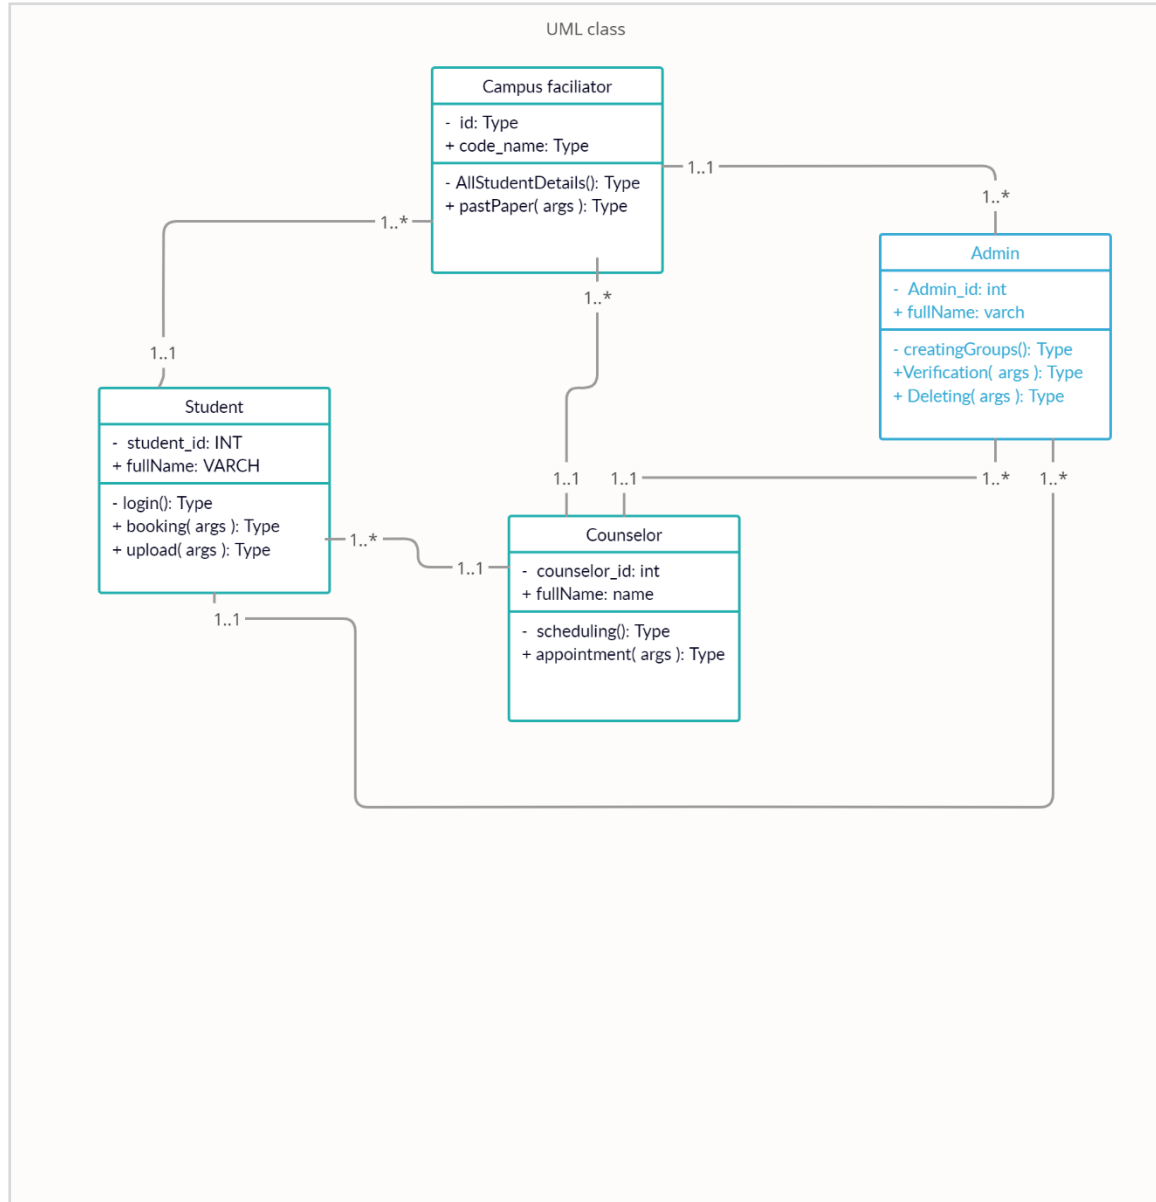 UML class
Campus faciliator
- id: Type
+ code_name: Type
- AllStudentDetails(): Type
+ pastPaper( args ): Type
1..1
1..*
1..*
1..*
1..1
Admin
- Admin_id: int
+ fullName: varch
- creatingGroups(): Type
+Verification( args ): Type
+ Deleting( args ): Type
Student
- student_id: INT
+ fullName: VARCH
- login(): Type
+ booking( args ): Type
+ upload( args ): Type
1..1
1..1
1..*
1..*
1..*
1..1
1..1
Counselor
- counselor_id: int
+ fullName: name
- scheduling(): Type
+ appointment( args ): Type